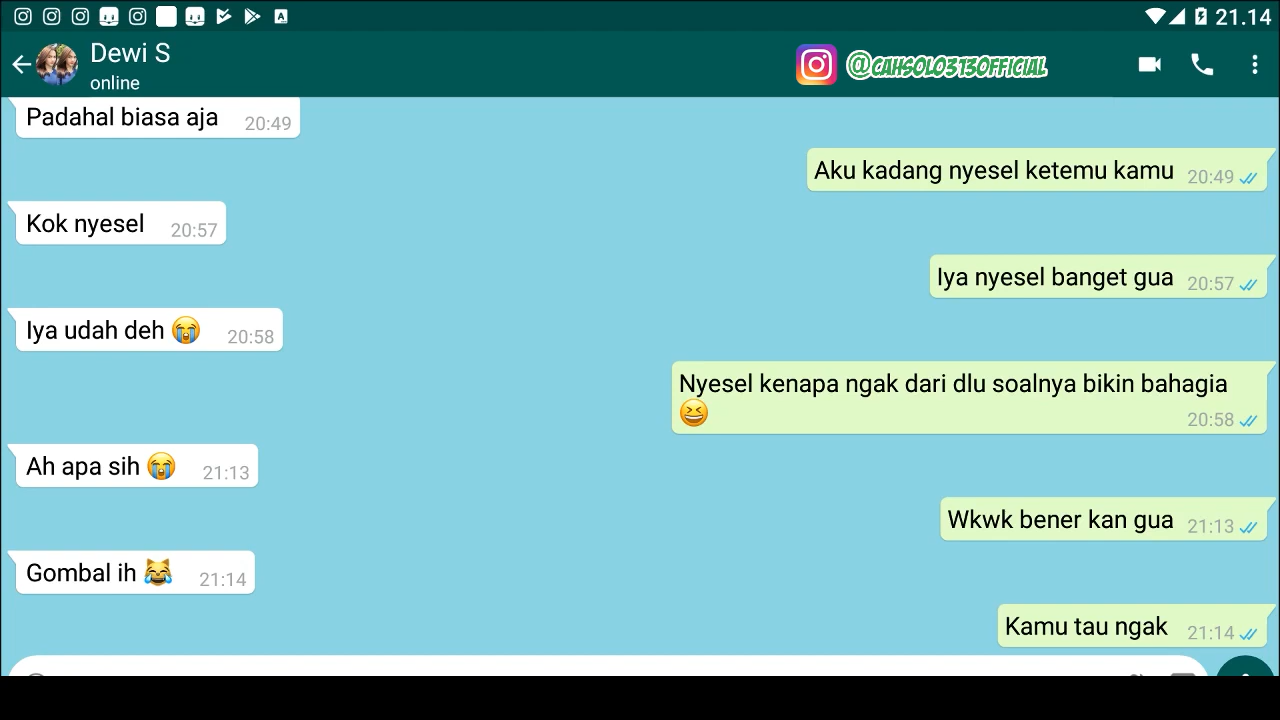 21.14
Dewi S
online
@CAHSOLO313OFFICIAL
Padahal biasa aja 20:49
Aku kadang nyesel ketemu kamu 20:49
Kok nyesel 20:57
Iya nyesel banget gua 20:57
Iya udah deh 😭 20:58
Nyesel kenapa ngak dari dlu soalnya bikin bahagia
😆 20:58
Ah apa sih 😭 21:13
Wkwk bener kan gua 21:13
Gombal ih 😹 21:14
Kamu tau ngak 21:14